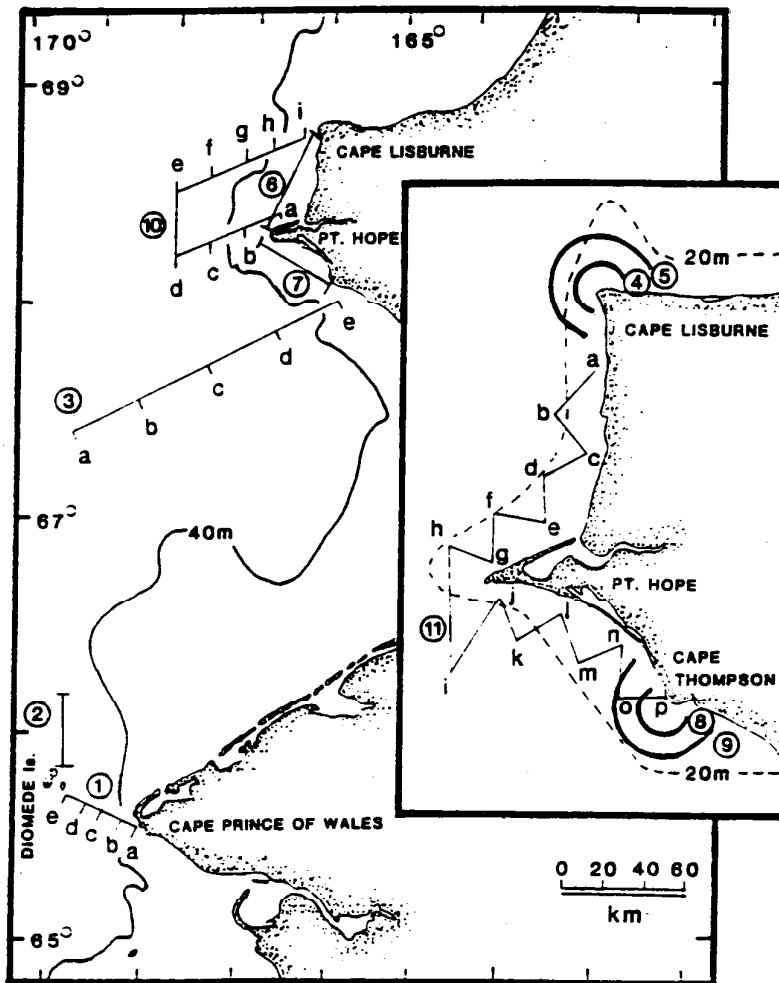 170°
165°
69°
i
h
g
f
e
CAPE LISBURNE
6
10
a
PT. HOPE
b
c
d
7
e
d
3
c
b
a
67°
40m
2
DIOMEDE Is.
1
e
d
c
b
a
CAPE PRINCE OF WALES
65°
0 20 40 60
km
20m
5
4
CAPE LISBURNE
a
b
c
d
f
e
h
g
PT. HOPE
j
l
11
n
k
m
CAPE
THOMPSON
i
o
p
8
9
20m